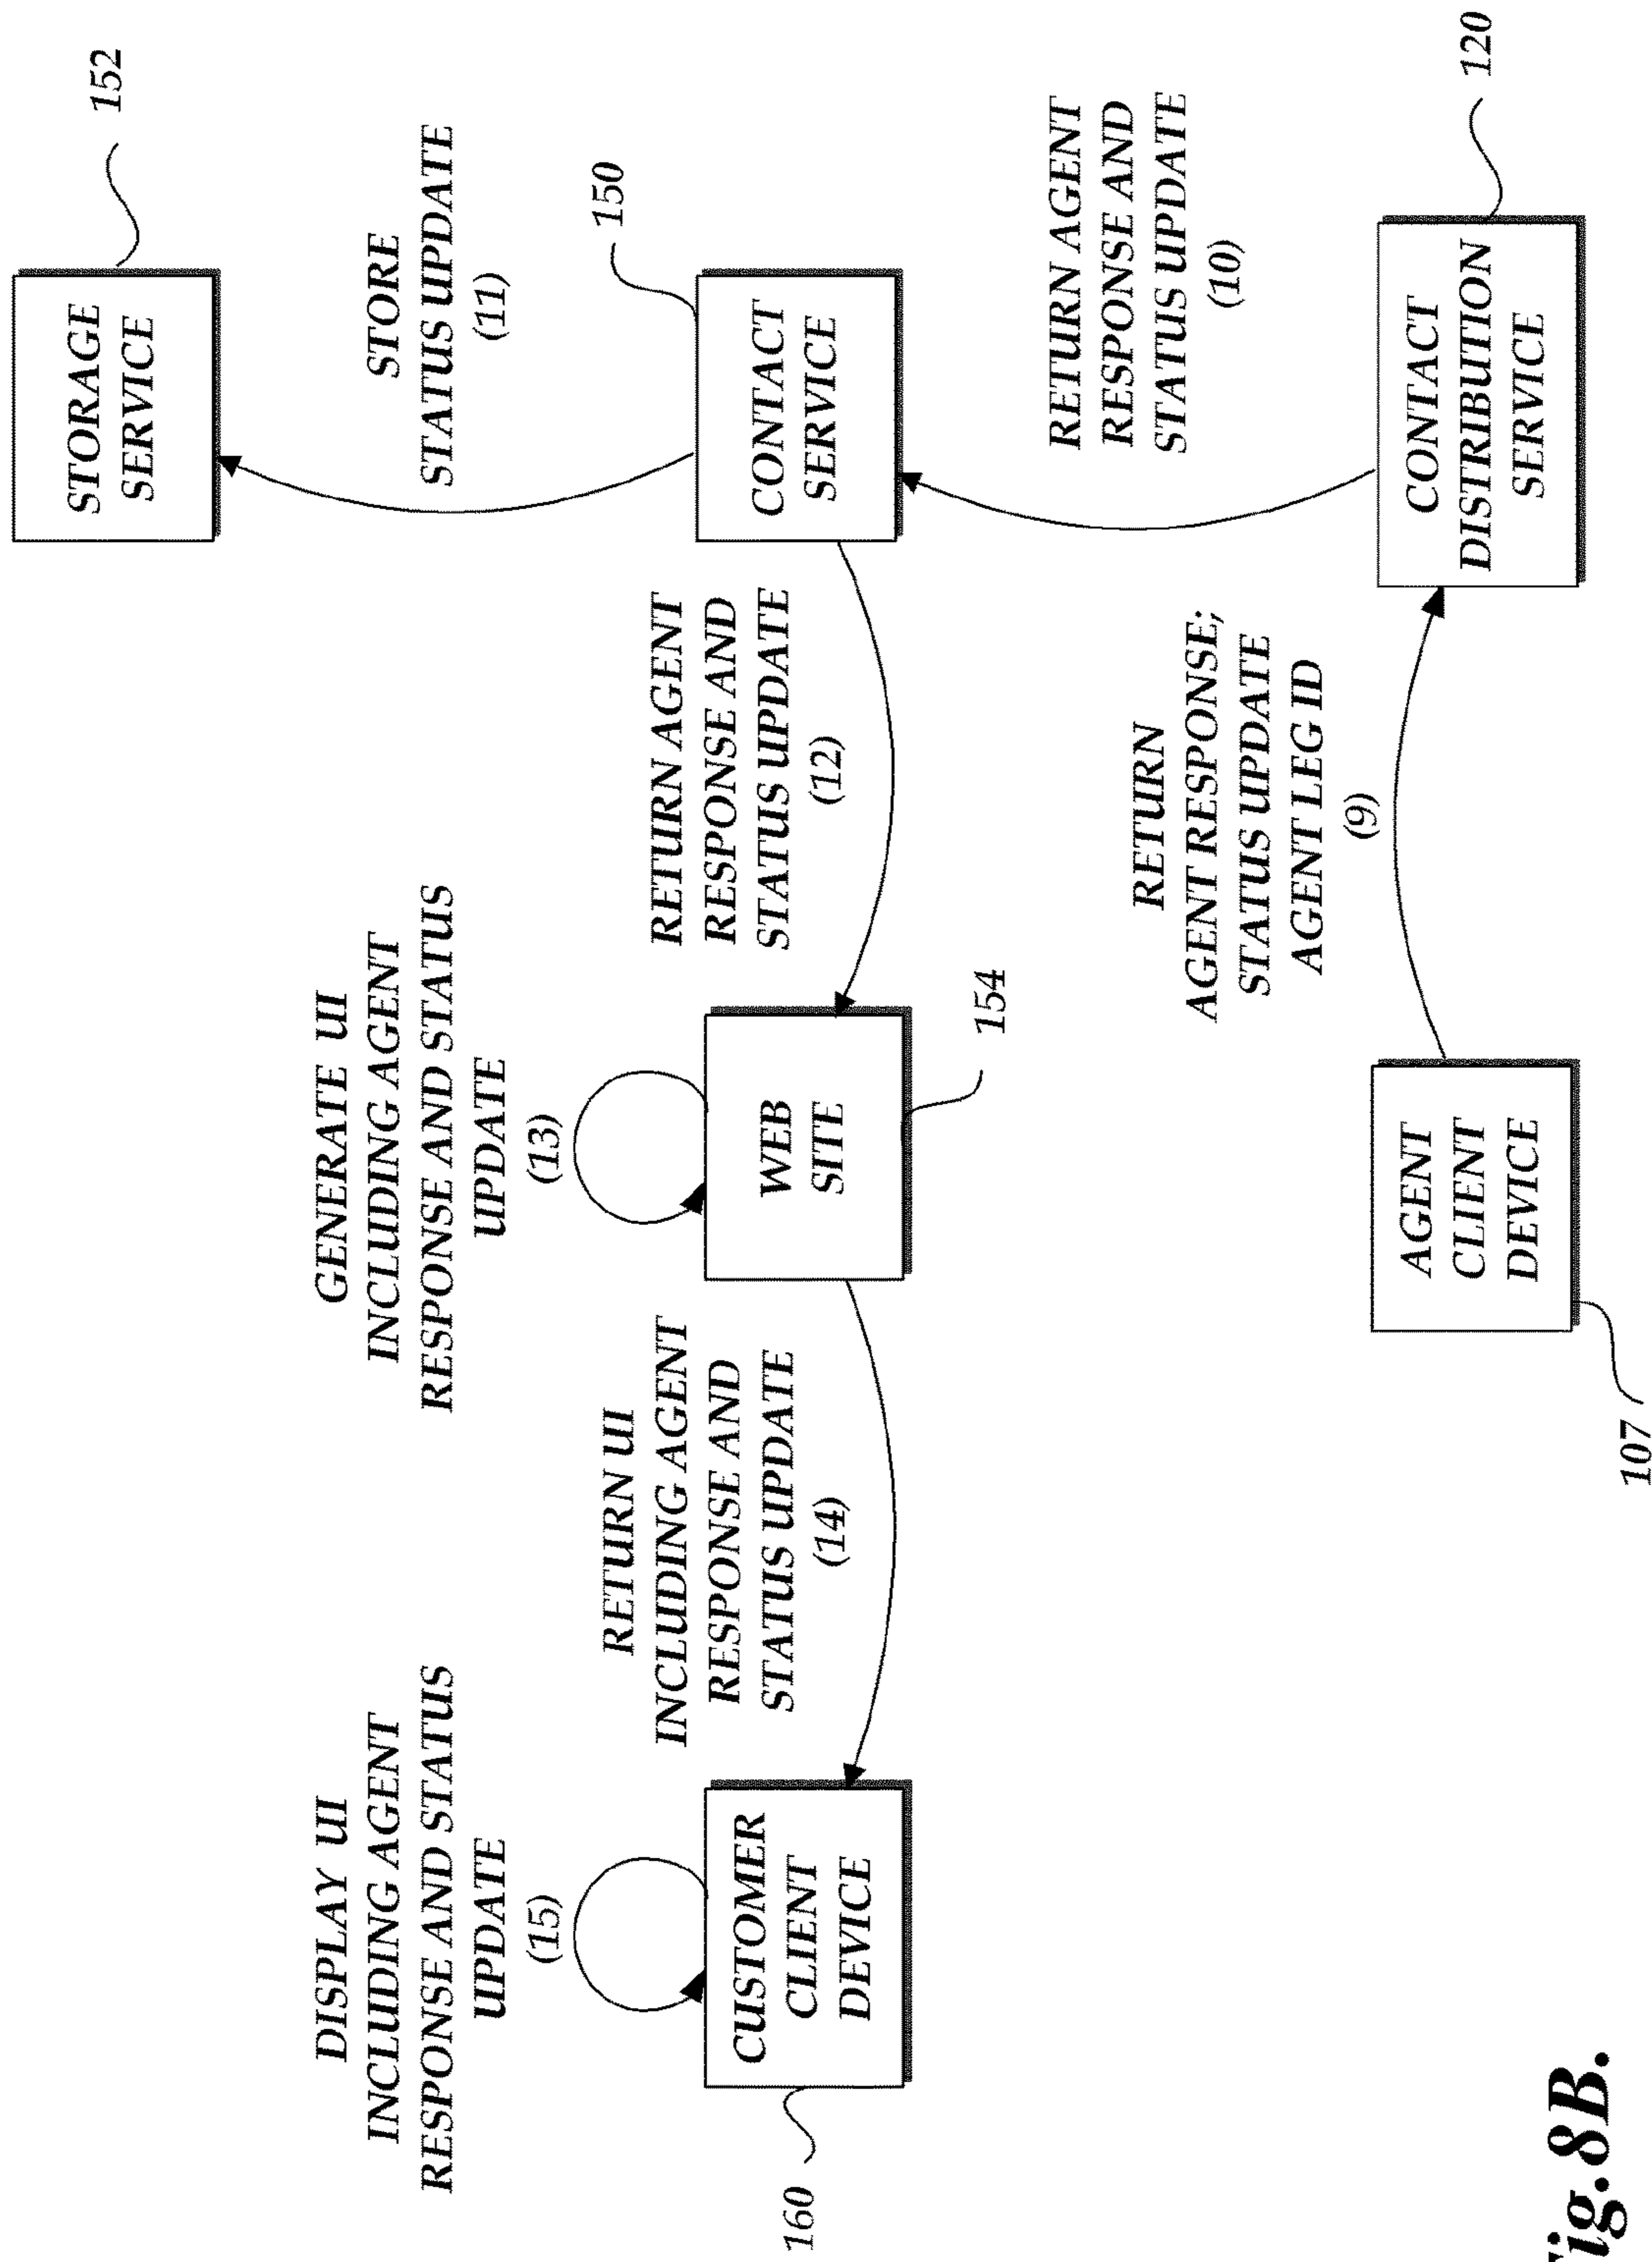 DISPLAY UI
INCLUDING AGENT
RESPONSE AND STATUS
UPDATE
(15)
GENERATE UI
INCLUDING AGENT
RESPONSE AND STATUS
UPDATE
(13)
STORAGE
SERVICE
152
STORE
STATUS UPDATE
(11)
RETURN UI
INCLUDING AGENT
RESPONSE AND
STATUS UPDATE
(14)
RETURN AGENT
RESPONSE AND
STATUS UPDATE
(12)
150
160
CUSTOMER
CLIENT
DEVICE
WEB
SITE
154
CONTACT
SERVICE
RETURN
AGENT RESPONSE;
STATUS UPDATE
AGENT LEG ID
(9)
RETURN AGENT
RESPONSE AND
STATUS UPDATE
(10)
AGENT
CLIENT
DEVICE
107
CONTACT
DISTRIBUTION
SERVICE
120
Fig.8B.